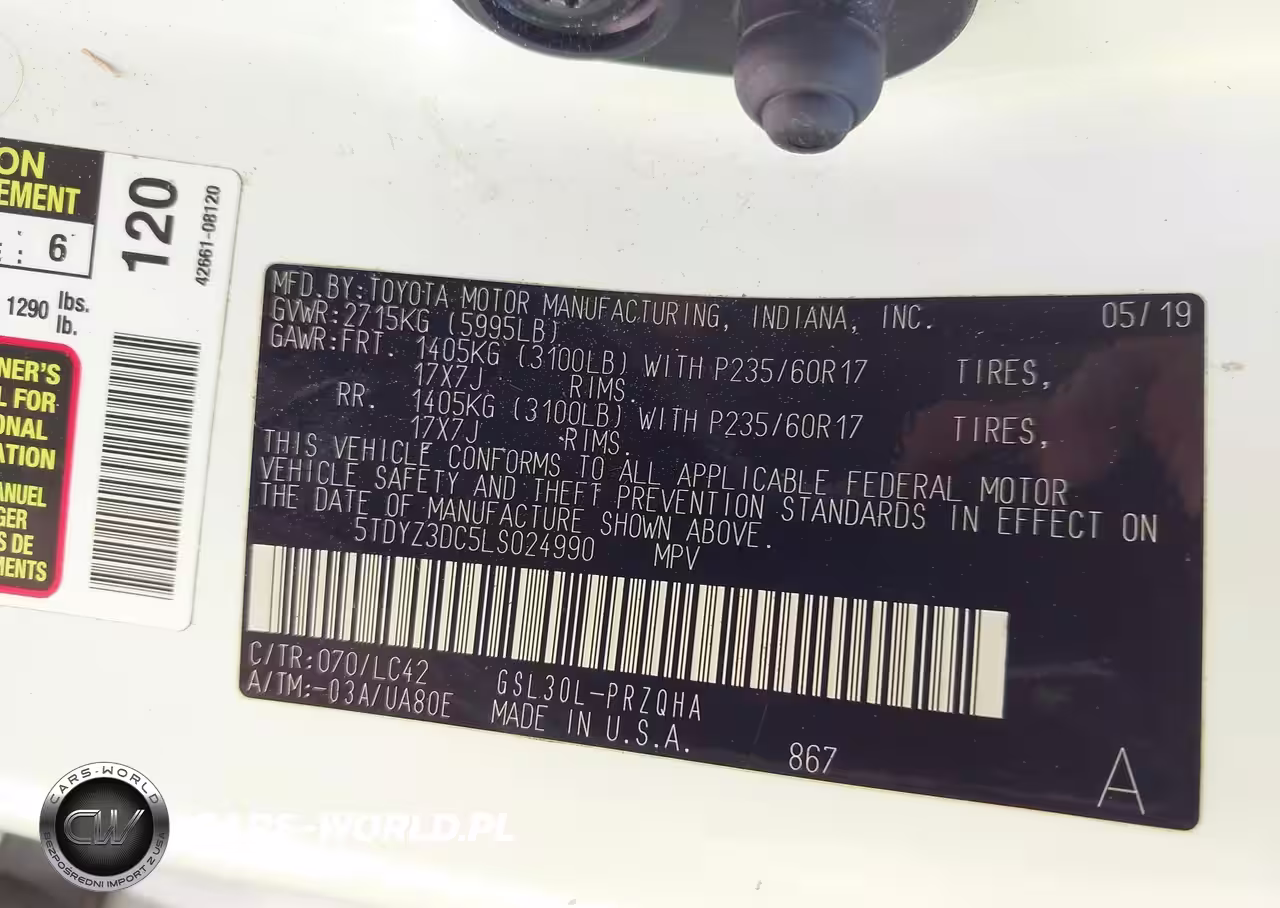 ON
EMENT
: 6
1290 lbs.
lb.
120
42661-08120
NER'S
L FOR
ONAL
ATION
ANUEL
GER
S DE
MENTS
MFD.BY:TOYOTA MOTOR MANUFACTURING, INDIANA, INC. 05/19
GVWR:2715KG (5995LB)
GAWR:FRT. 1405KG (3100LB) WITH P235/60R17 TIRES,
17X7J RIMS.
RR. 1405KG (3100LB) WITH P235/60R17 TIRES,
17X7J RIMS.
THIS VEHICLE CONFORMS TO ALL APPLICABLE FEDERAL MOTOR
VEHICLE SAFETY AND THEFT PREVENTION STANDARDS IN EFFECT ON
THE DATE OF MANUFACTURE SHOWN ABOVE.
5TDYZ3DC5LS024990 MPV
C/TR:070/LC42 GSL30L-PRZQHA
A/TM:-03A/UA80E MADE IN U.S.A.
867
A
CARS-WORLD
CW
BEZPOŚREDNI IMPORT Z USA
CARS-WORLD.PL